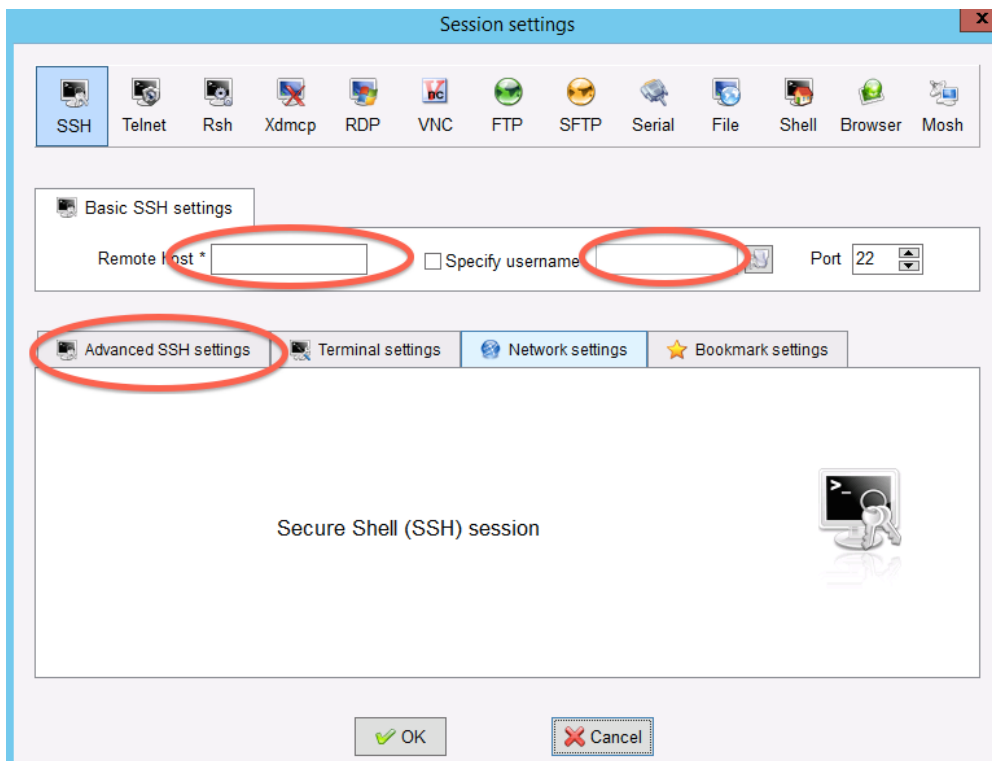 Session settings
x
SSH Telnet Rsh Xdmcp RDP VNC FTP SFTP Serial File Shell Browser Mosh
Basic SSH settings
Remote host * Specify username Port 22
Advanced SSH settings Terminal settings Network settings Bookmark settings
Secure Shell (SSH) session
>_
OK Cancel